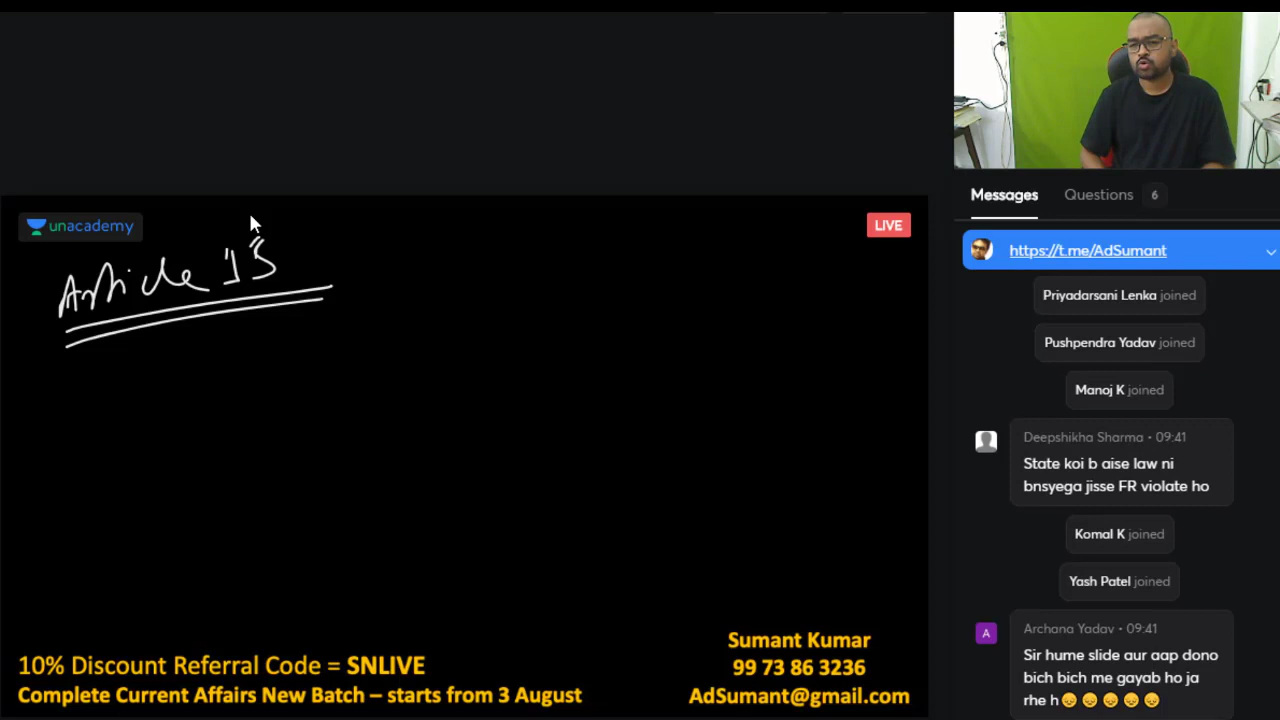 unacademy
LIVE
Article 13
10% Discount Referral Code = SNLIVE
Complete Current Affairs New Batch – starts from 3 August
Sumant Kumar
99 73 86 3236
AdSumant@gmail.com
Messages
Questions 6
https://t.me/AdSumant
Priyadarsani Lenka joined
Pushpendra Yadav joined
Manoj K joined
Deepshikha Sharma • 09:41
State koi b aise law ni
bnsyega jisse FR violate ho
Komal K joined
Yash Patel joined
A
Archana Yadav • 09:41
Sir hume slide aur aap dono
bich bich me gayab ho ja
rhe h😞😞😞😞😞